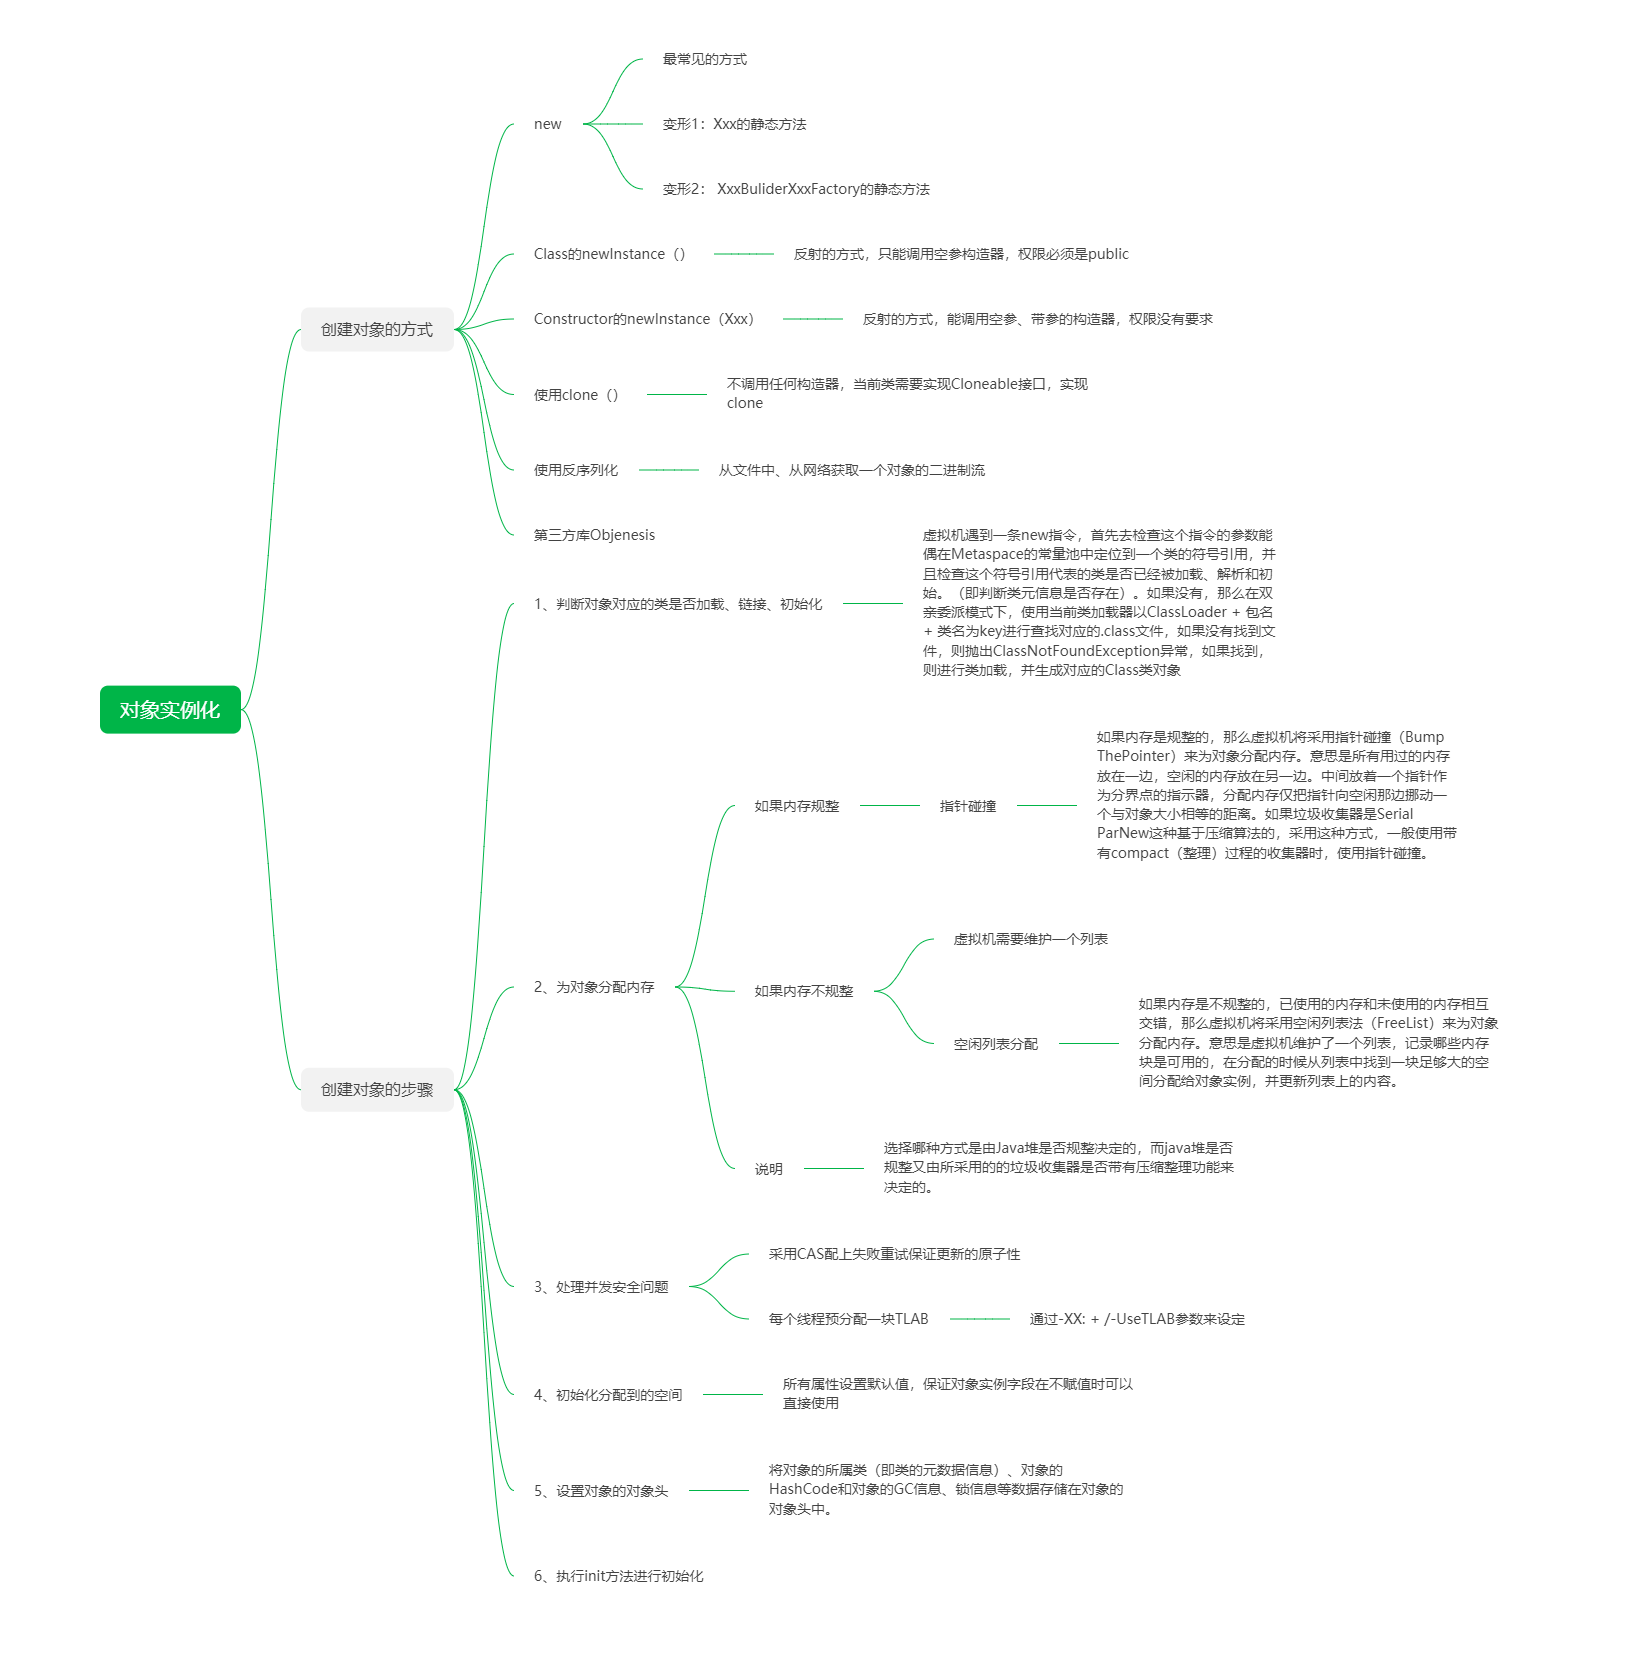 对象实例化
创建对象的方式
new
最常见的方式
变形1：Xxx的静态方法
变形2： XxxBuliderXxxFactory的静态方法
Class的newInstance（）
反射的方式，只能调用空参构造器，权限必须是public
Constructor的newInstance（Xxx）
反射的方式，能调用空参、带参的构造器，权限没有要求
使用clone（）
不调用任何构造器，当前类需要实现Cloneable接口，实现
clone
使用反序列化
从文件中、从网络获取一个对象的二进制流
第三方库Objenesis
创建对象的步骤
1、判断对象对应的类是否加载、链接、初始化
虚拟机遇到一条new指令，首先去检查这个指令的参数能
偶在Metaspace的常量池中定位到一个类的符号引用，并
且检查这个符号引用代表的类是否已经被加载、解析和初
始。（即判断类元信息是否存在）。如果没有，那么在双
亲委派模式下，使用当前类加载器以ClassLoader + 包名
+ 类名为key进行查找对应的.class文件，如果没有找到文
件，则抛出ClassNotFoundException异常，如果找到，
则进行类加载，并生成对应的Class类对象
2、为对象分配内存
如果内存规整
指针碰撞
如果内存是规整的，那么虚拟机将采用指针碰撞（Bump
ThePointer）来为对象分配内存。意思是所有用过的内存
放在一边，空闲的内存放在另一边。中间放着一个指针作
为分界点的指示器，分配内存仅把指针向空闲那边挪动一
个与对象大小相等的距离。如果垃圾收集器是Serial
ParNew这种基于压缩算法的，采用这种方式，一般使用带
有compact（整理）过程的收集器时，使用指针碰撞。
如果内存不规整
虚拟机需要维护一个列表
空闲列表分配
如果内存是不规整的，已使用的内存和未使用的内存相互
交错，那么虚拟机将采用空闲列表法（FreeList）来为对象
分配内存。意思是虚拟机维护了一个列表，记录哪些内存
块是可用的，在分配的时候从列表中找到一块足够大的空
间分配给对象实例，并更新列表上的内容。
说明
选择哪种方式是由Java堆是否规整决定的，而java堆是否
规整又由所采用的的垃圾收集器是否带有压缩整理功能来
决定的。
3、处理并发安全问题
采用CAS配上失败重试保证更新的原子性
每个线程预分配一块TLAB
通过-XX: + /-UseTLAB参数来设定
4、初始化分配到的空间
所有属性设置默认值，保证对象实例字段在不赋值时可以
直接使用
5、设置对象的对象头
将对象的所属类（即类的元数据信息）、对象的
HashCode和对象的GC信息、锁信息等数据存储在对象的
对象头中。
6、执行init方法进行初始化